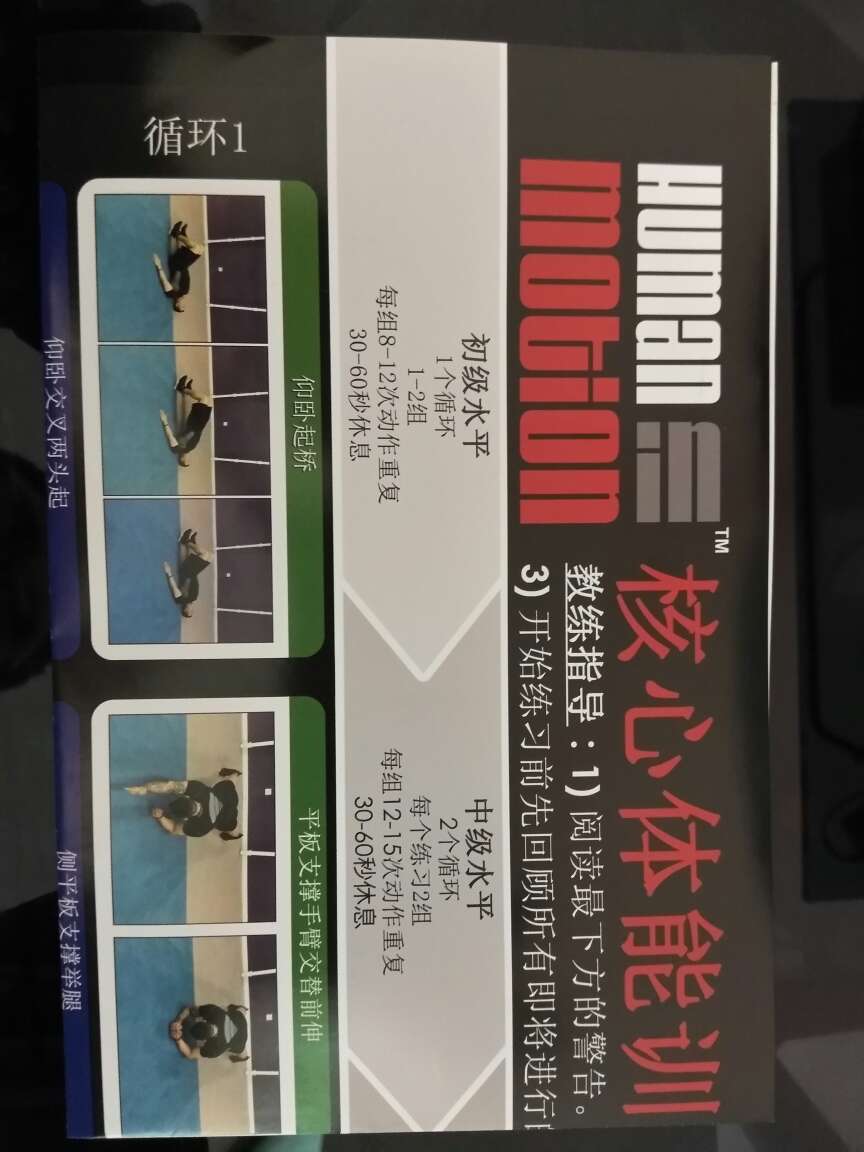 HUMAN
motion
TM
核心体能训
教练指导：1) 阅读最下方的警告。
3) 开始练习前先回顾所有即将进行
初级水平
1个循环
1-2组
每组8-12次动作重复
30-60秒休息
中级水平
2个循环
每个练习2组
每组12-15次动作重复
30-60秒休息
循环1
仰卧起桥
平板支撑手臂交替前伸
仰卧交叉两头起
侧平板支撑举腿